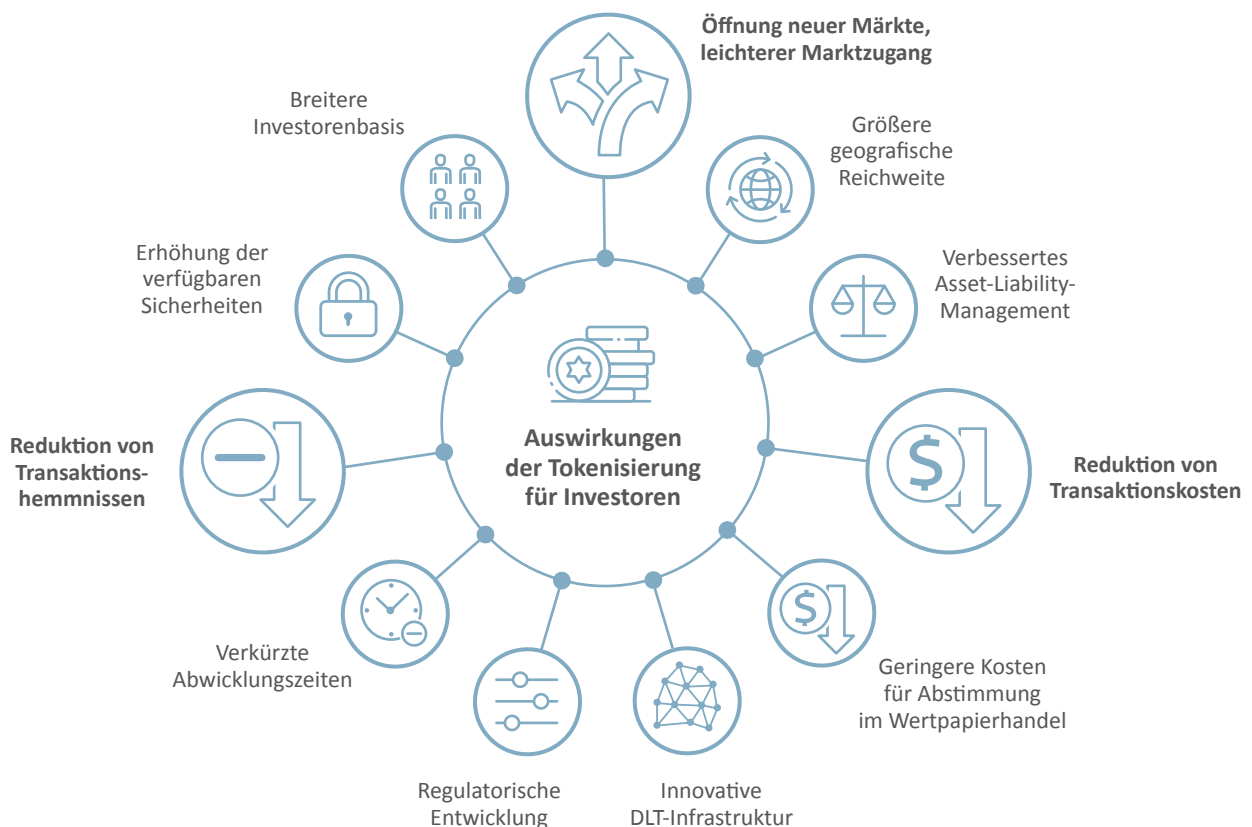 Öffnung neuer Märkte,
leichterer Marktzugang
Breitere
Investorenbasis
Größere
geografische
Reichweite
Erhöhung der
verfügbaren
Sicherheiten
Verbessertes
Asset-Liability-
Management
Auswirkungen
der Tokenisierung
für Investoren
Reduktion von
Transaktions-
hemmnissen
$
Reduktion von
Transaktionskosten
Verkürzte
Abwicklungszeiten
$
Geringere Kosten
für Abstimmung
im Wertpapierhandel
Regulatorische
Entwicklung
Innovative
DLT-Infrastruktur